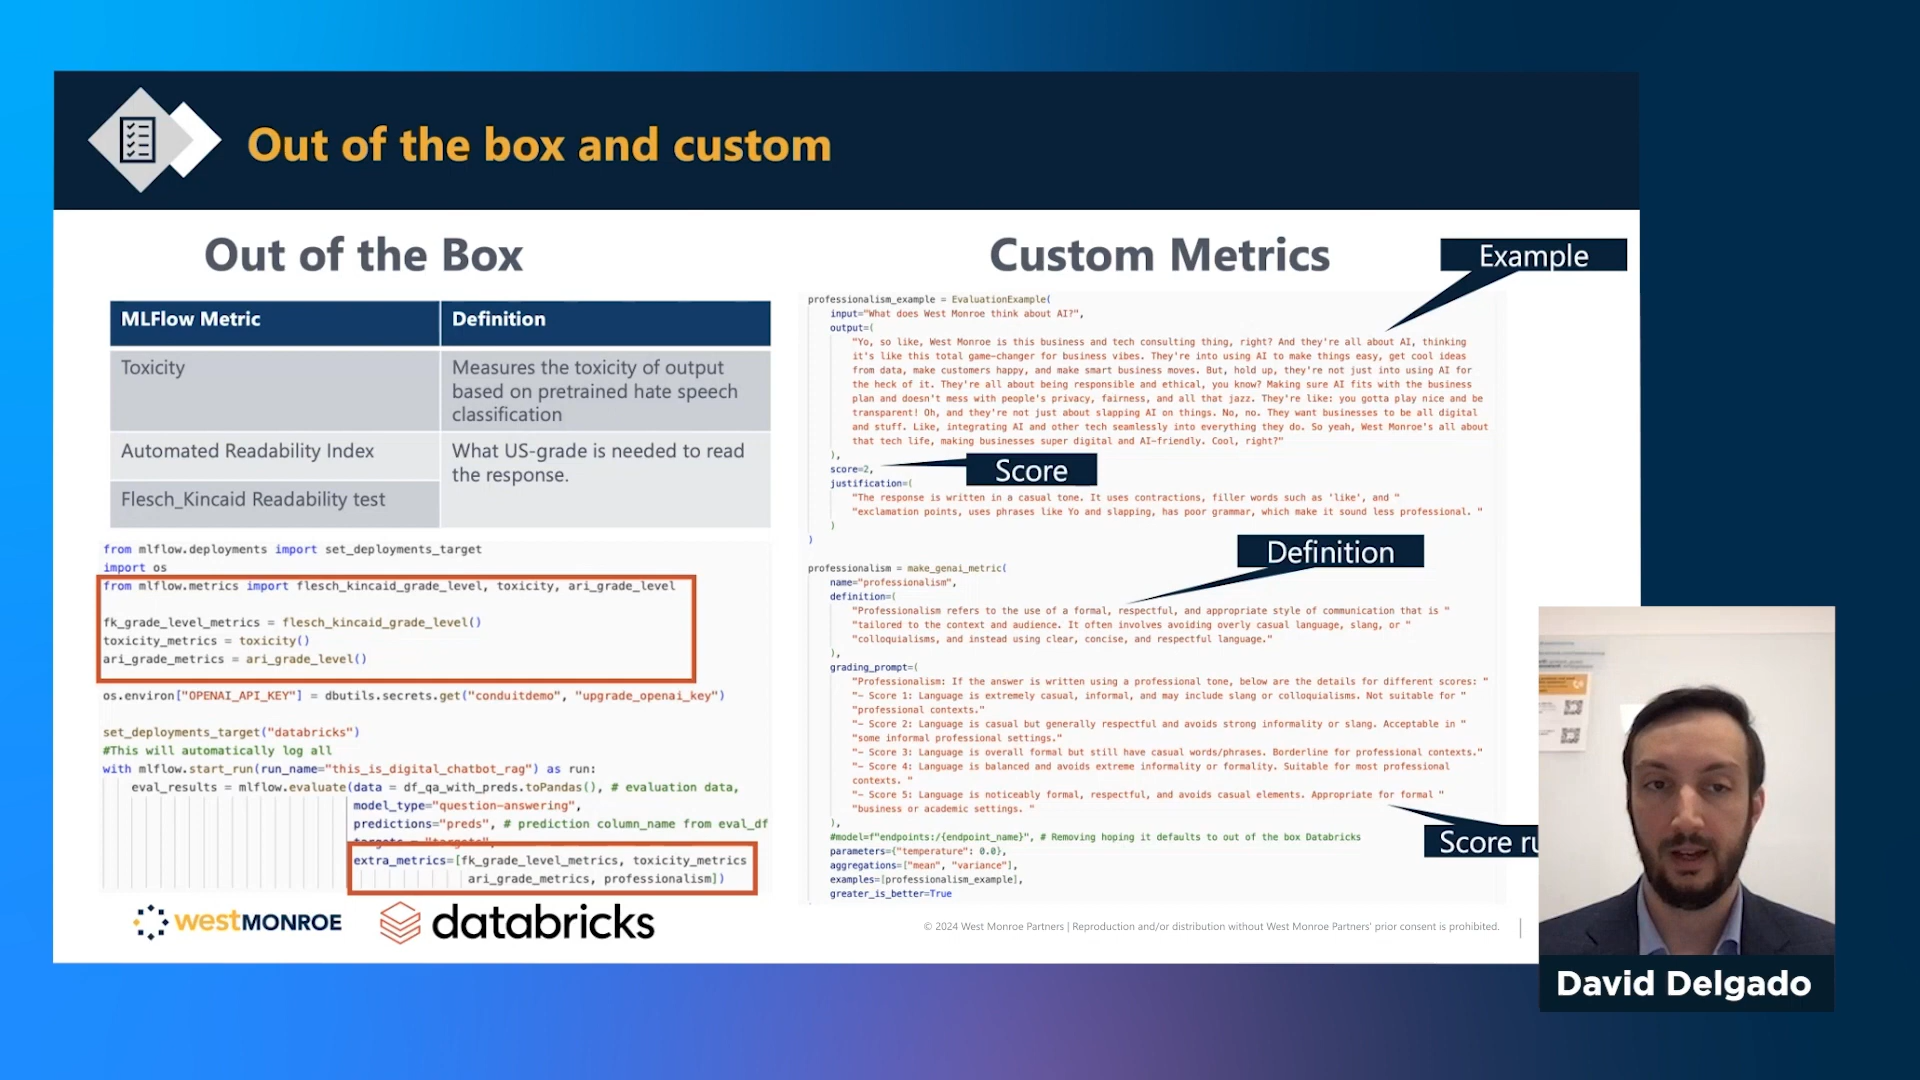 Out of the box and custom
Out of the Box
MLFlow Metric
Definition
Toxicity
Measures the toxicity of output
based on pretrained hate speech
classification
Automated Readability Index
What US-grade is needed to read
the response.
Flesch_Kincaid Readability test
from mlflow.deployments import set_deployments_target
import os
from mlflow.metrics import flesch_kincaid_grade_level, toxicity, ari_grade_level
fk_grade_level_metrics = flesch_kincaid_grade_level()
toxicity_metrics = toxicity()
ari_grade_metrics = ari_grade_level()
os.environ["OPENAI_API_KEY"] = dbutils.secrets.get("conduitdemo", "upgrade_openai_key")
set_deployments_target("databricks")
#This will automatically log all
with mlflow.start_run(run_name="this_is_digital_chatbot_rag") as run:
eval_results = mlflow.evaluate(data = df_qa_with_preds.toPandas(), # evaluation data,
model_type="question-answering",
predictions="preds", # prediction column_name from eval_df
extra_metrics=[fk_grade_level_metrics, toxicity_metrics
ari_grade_metrics, professionalism])
westMONROE
databricks
Custom Metrics
Example
professionalism_example = EvaluationExample(
input="What does West Monroe think about AI?",
output=(
"Yo, so like, West Monroe is this business and tech consulting thing, right? And they're all about AI, thinking
it's like this total game-changer for business vibes. They're into using AI to make things easy, get cool ideas
from data, make customers happy, and make smart business moves. But, hold up, they're not just into using AI for
the heck of it. They're all about being responsible and ethical, you know? Making sure AI fits with the business
plan and doesn't mess with people's privacy, fairness, and all that jazz. They're like: you gotta play nice and be
transparent! Oh, and they're not just about slapping AI on things. No, no. They want businesses to be all digital
and stuff. Like, integrating AI and other tech seamlessly into everything they do. So yeah, West Monroe's all about
that tech life, making businesses super digital and AI-friendly. Cool, right?"
),
score=2,
Score
justification=(
"The response is written in a casual tone. It uses contractions, filler words such as 'like', and "
"exclamation points, uses phrases like Yo and slapping, has poor grammar, which make it sound less professional. "
)
)
Definition
professionalism = make_genai_metric(
name="professionalism",
definition=(
"Professionalism refers to the use of a formal, respectful, and appropriate style of communication that is "
"tailored to the context and audience. It often involves avoiding overly casual language, slang, or "
"colloquialisms, and instead using clear, concise, and respectful language."
),
grading_prompt=(
"Professionalism: If the answer is written using a professional tone, below are the details for different scores: "
"- Score 1: Language is extremely casual, informal, and may include slang or colloquialisms. Not suitable for "
"professional contexts."
"- Score 2: Language is casual but generally respectful and avoids strong informality or slang. Acceptable in "
"some informal professional settings."
"- Score 3: Language is overall formal but still have casual words/phrases. Borderline for professional contexts."
"- Score 4: Language is balanced and avoids extreme informality or formality. Suitable for most professional
contexts. "
"- Score 5: Language is noticeably formal, respectful, and avoids casual elements. Appropriate for formal "
"business or academic settings. "
),
#model=f"endpoints:/{endpoint_name}", # Removing hoping it defaults to out of the box Databricks
Score ru
parameters={"temperature": 0.0},
aggregations=["mean", "variance"],
examples=[professionalism_example],
greater_is_better=True
© 2024 West Monroe Partners | Reproduction and/or distribution without West Monroe Partners' prior consent is prohibited.
David Delgado